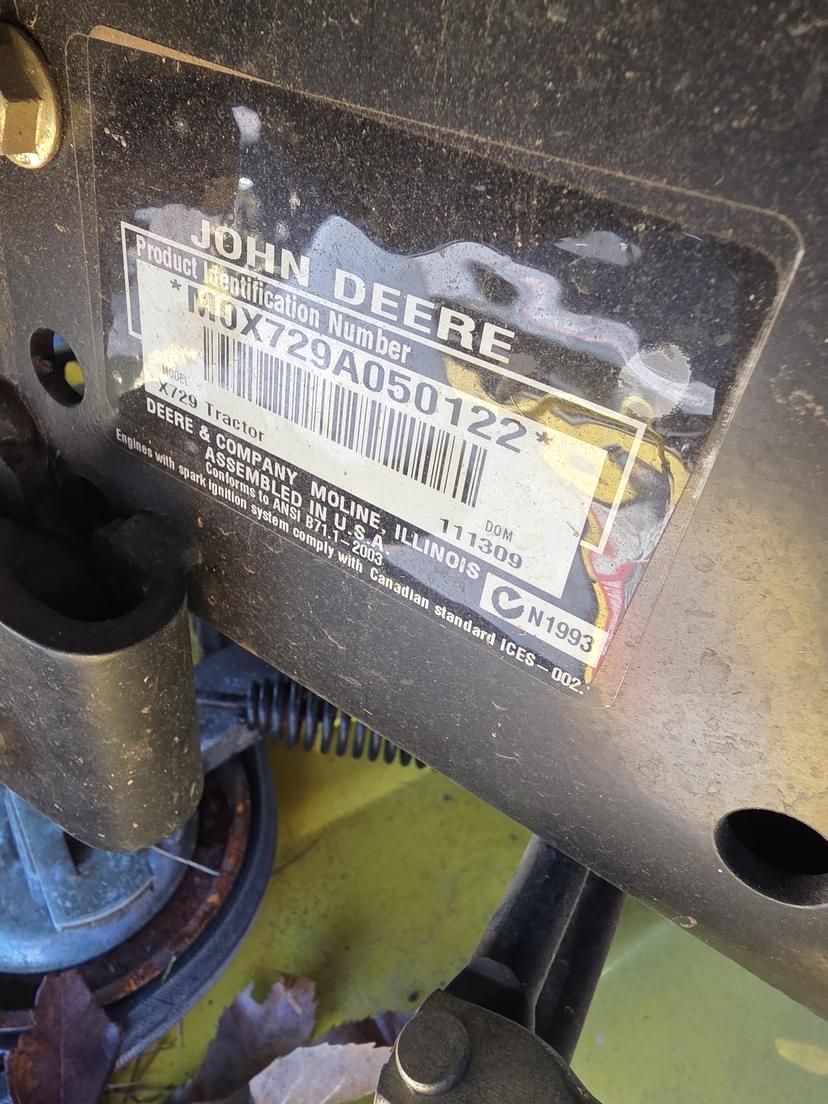 JOHN DEERE
Product Identification Number
*M0X729A050122*
MODEL
X729 Tractor
DOM
111309
DEERE & COMPANY MOLINE, ILLINOIS
ASSEMBLED IN U.S.A.
Conforms to ANSI B71.1-2003
N1993
Engines with spark ignition system comply with Canadian standard ICES-002.